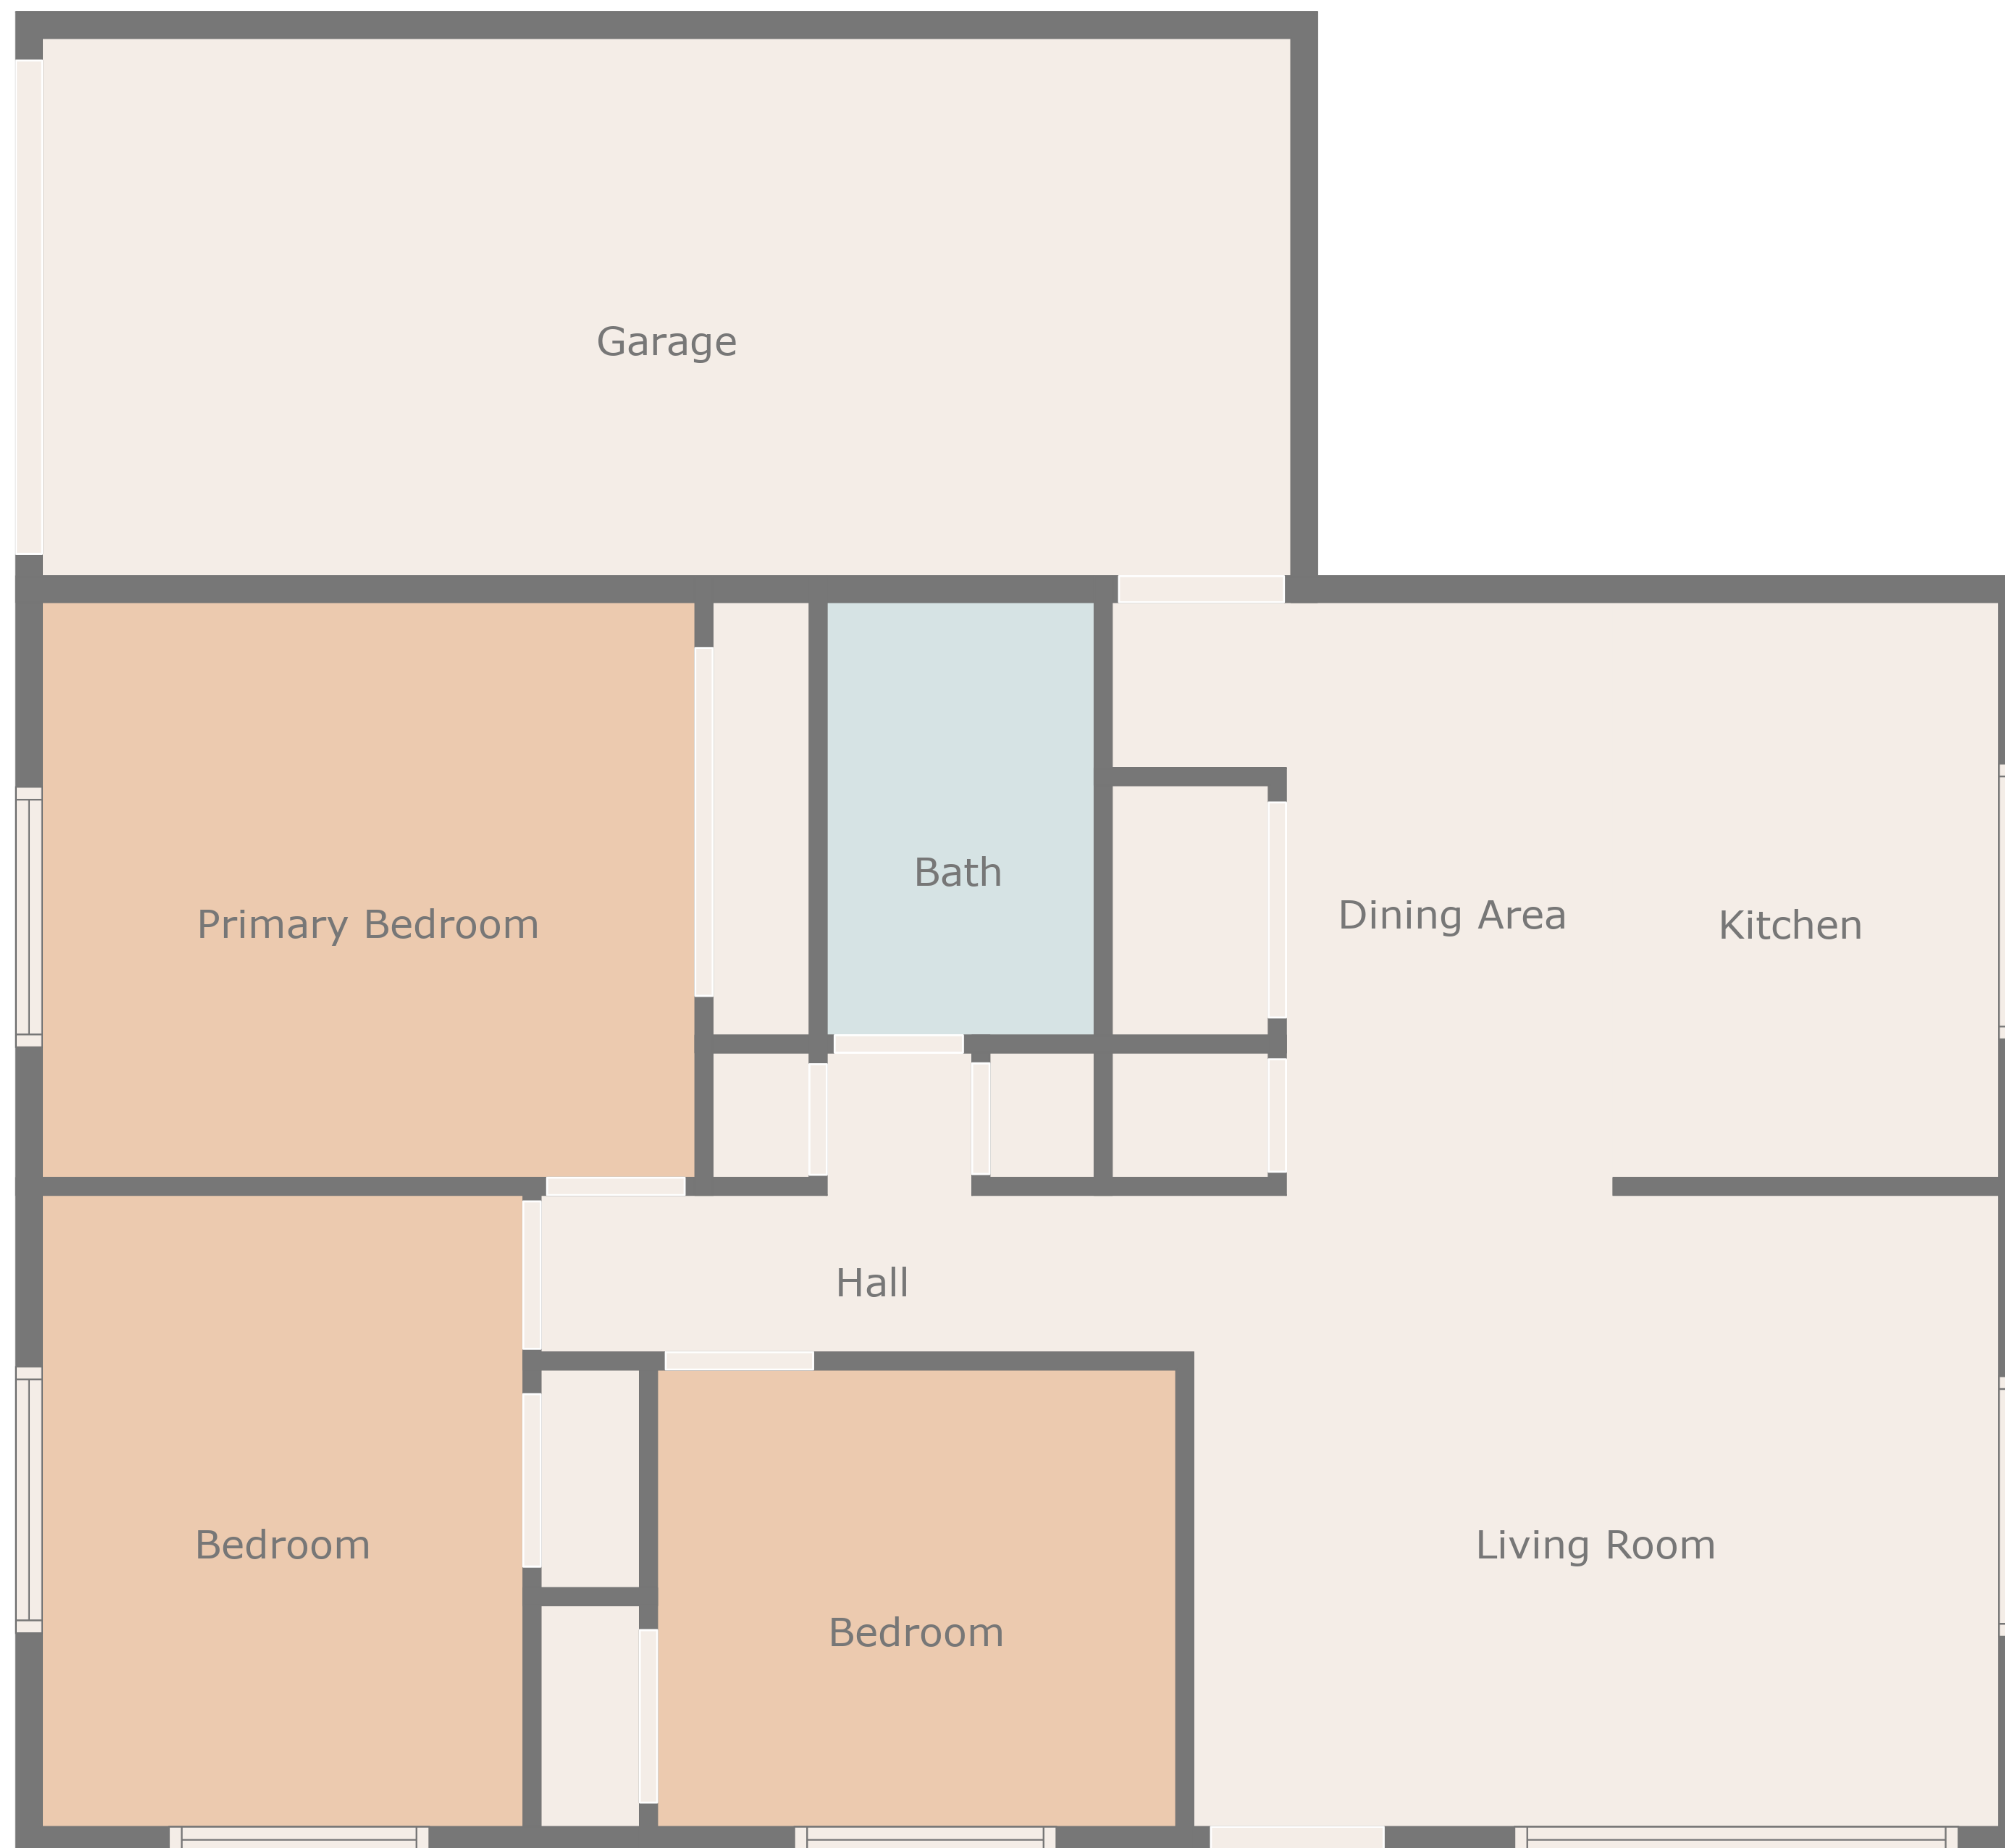 Garage
Bath
Primary Bedroom
Dining Area
Kitchen
Hall
Bedroom
Living Room
Bedroom